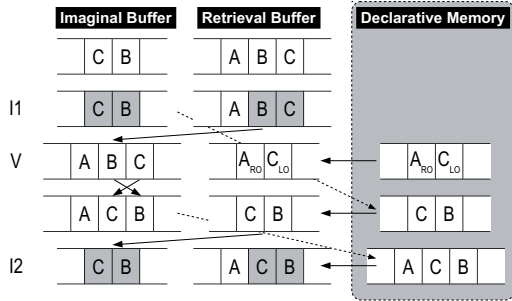 Imaginal Buffer Retrieval Buffer Declarative Memory
C B A B C
I1 C B A B C
V A B C A RO C LO A RO C LO
A C B C B C B
I2 C B A C B A C B